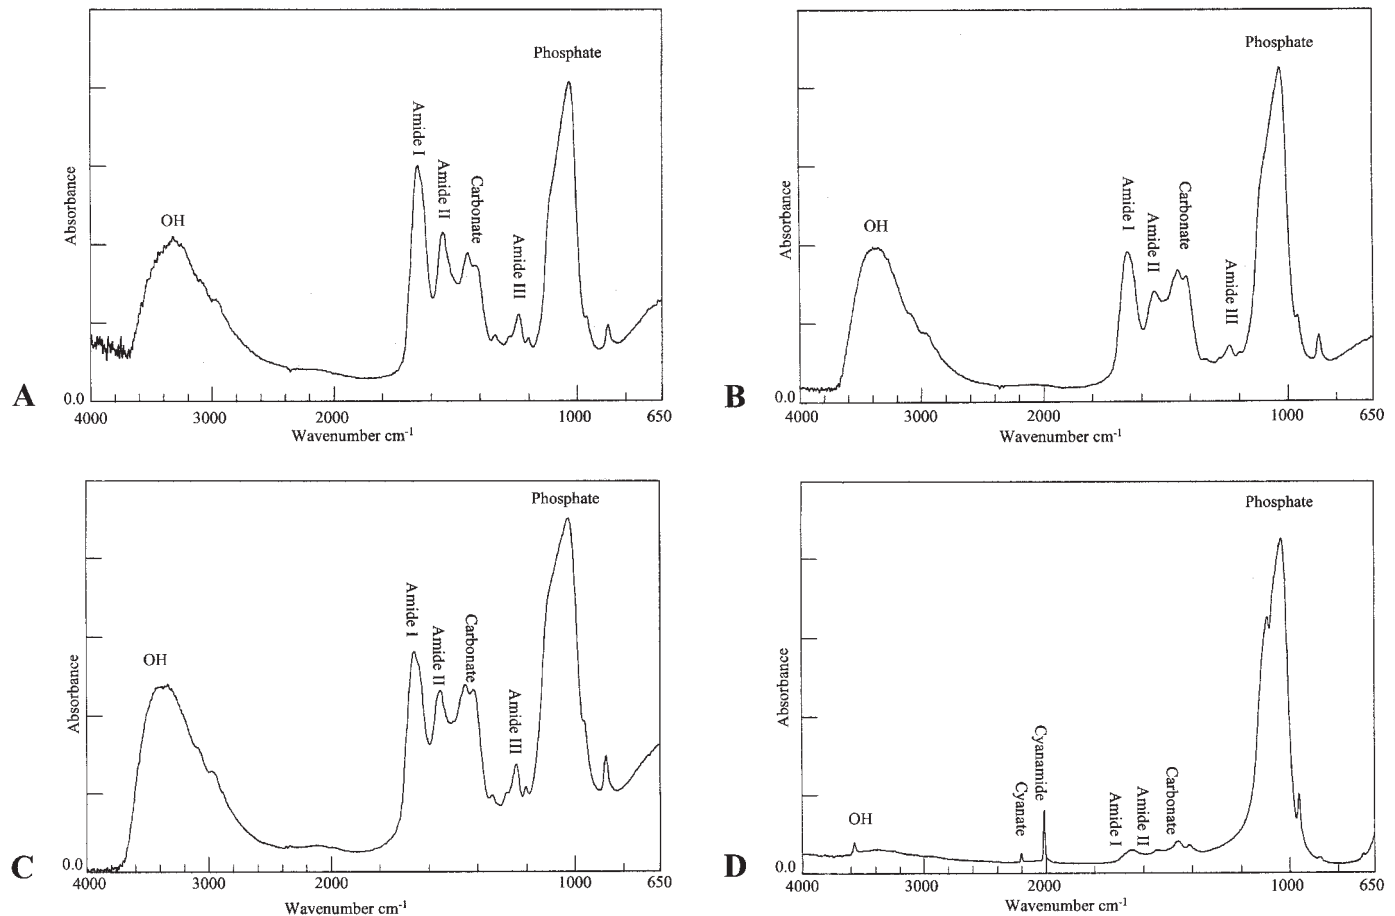 Phosphate
Amide I
Amide II
Carbonate
Amide III
OH
Absorbance
0.0
4000 3000 2000 1000 650
Wavenumber cm-1
A
Phosphate
Amide I
Amide II
Carbonate
Amide III
OH
Absorbance
0.0
4000 3000 2000 1000 650
Wavenumber cm-1
B
Phosphate
Amide I
Amide II
Carbonate
Amide III
OH
Absorbance
0.0
4000 3000 2000 1000 650
Wavenumber cm-1
C
Phosphate
Cyanamide
Cyanate
Amide I
Amide II
Carbonate
OH
Absorbance
0.0
4000 3000 2000 1000 650
Wavenumber cm-1
D